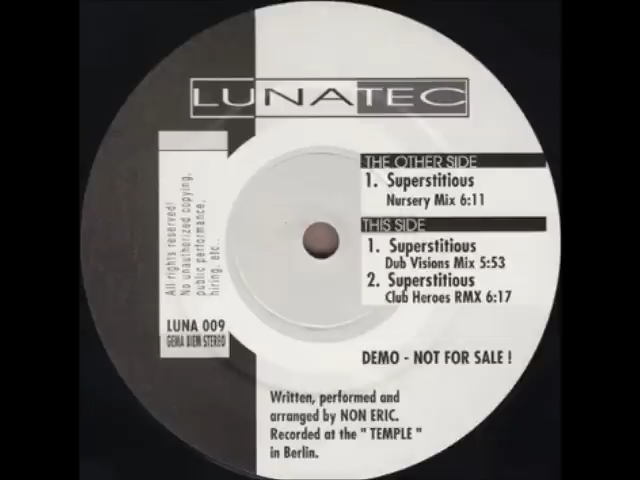 LUNATEC
THE OTHER SIDE
1. Superstitious
Nursery Mix 6:11
THIS SIDE
1. Superstitious
Dub Visions Mix 5:53
2. Superstitious
Club Heroes RMX 6:17
All rights reserved!
No unauthorized copying,
public performance,
hiring, etc..
LUNA 009
GEMA BIEM STEREO
DEMO - NOT FOR SALE !
Written, performed and
arranged by NON ERIC.
Recorded at the " TEMPLE "
in Berlin.